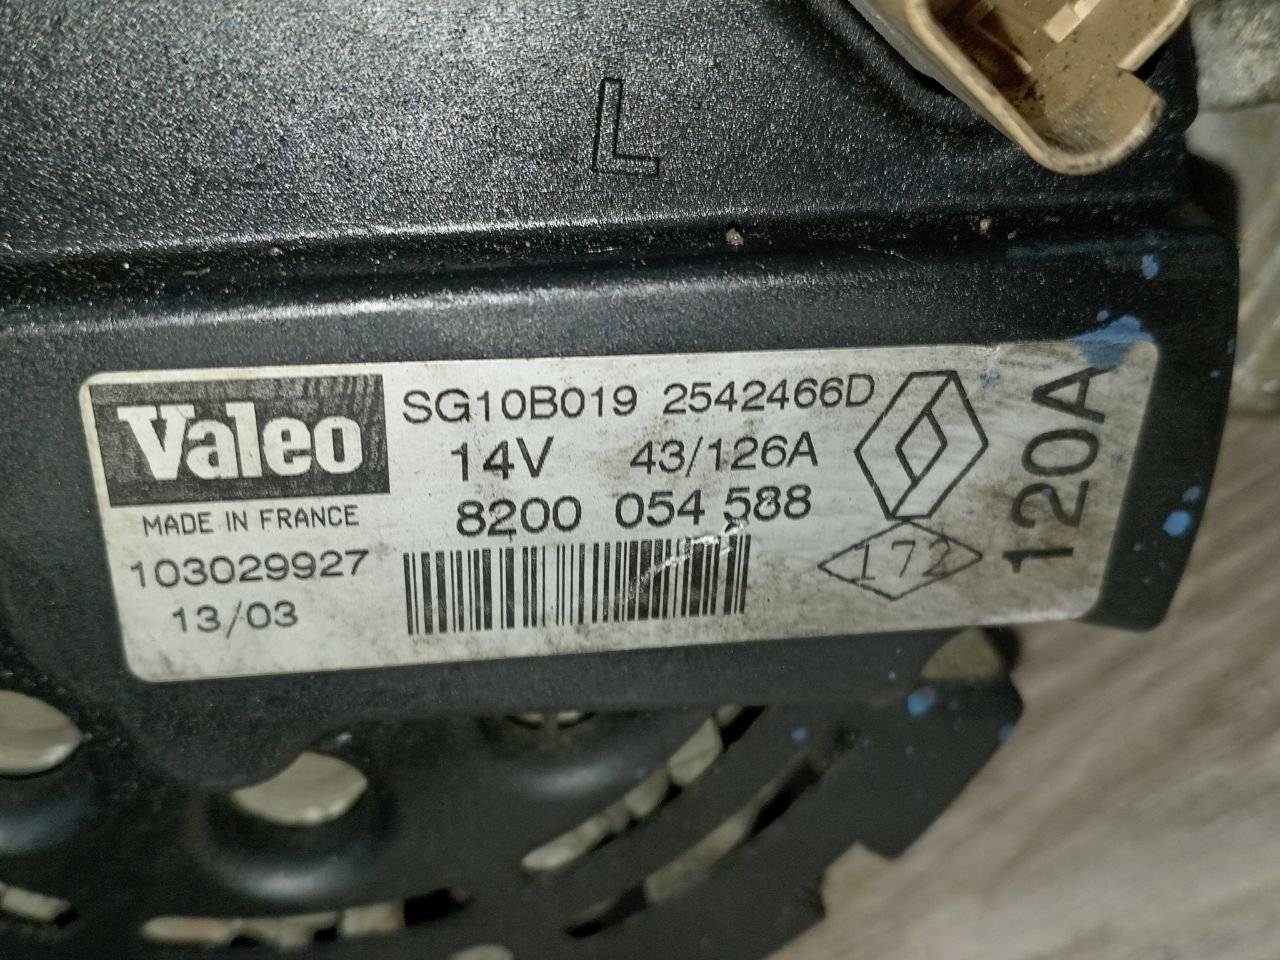 L
Valeo
SG10B019 2542466D
14V 43/126A
MADE IN FRANCE
8200 054 588
103029927
13/03
172
120A